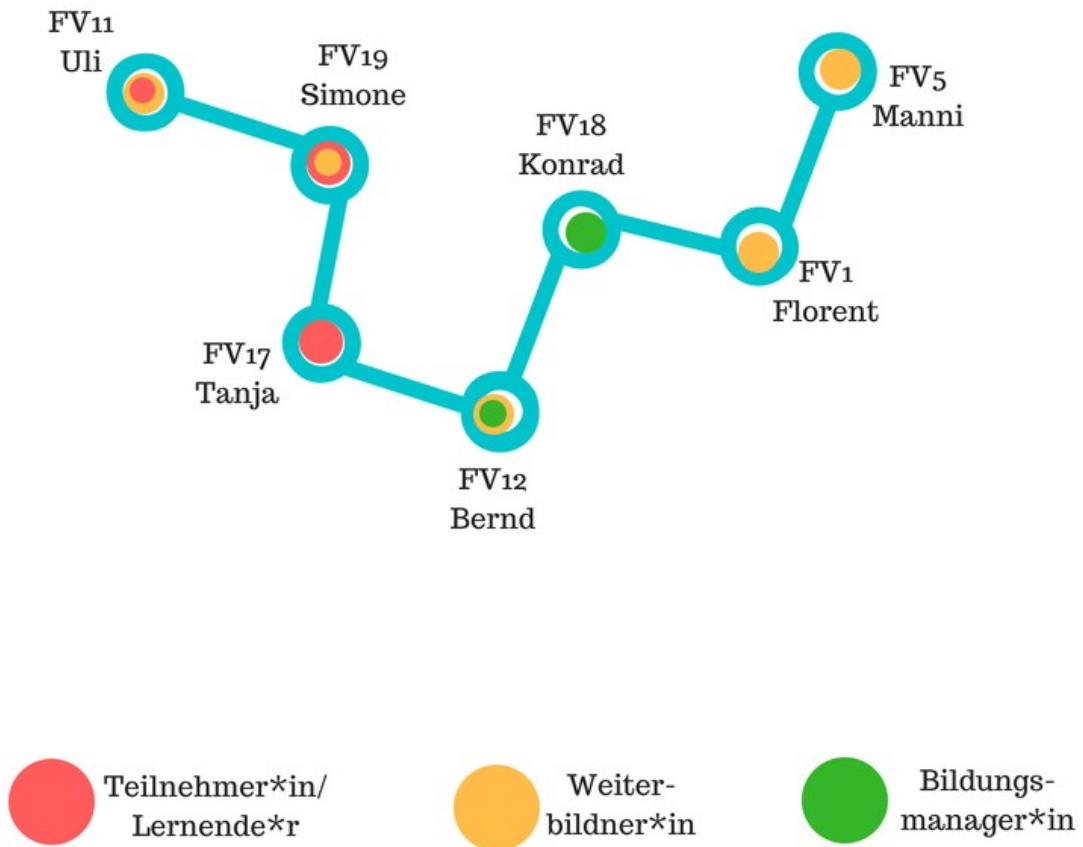 FV11
Uli
FV19
Simone
FV18
Konrad
FV5
Manni
FV1
Florent
FV17
Tanja
FV12
Bernd
Teilnehmer*in/
Lernende*r
Weiter-
bildner*in
Bildungs-
manager*in